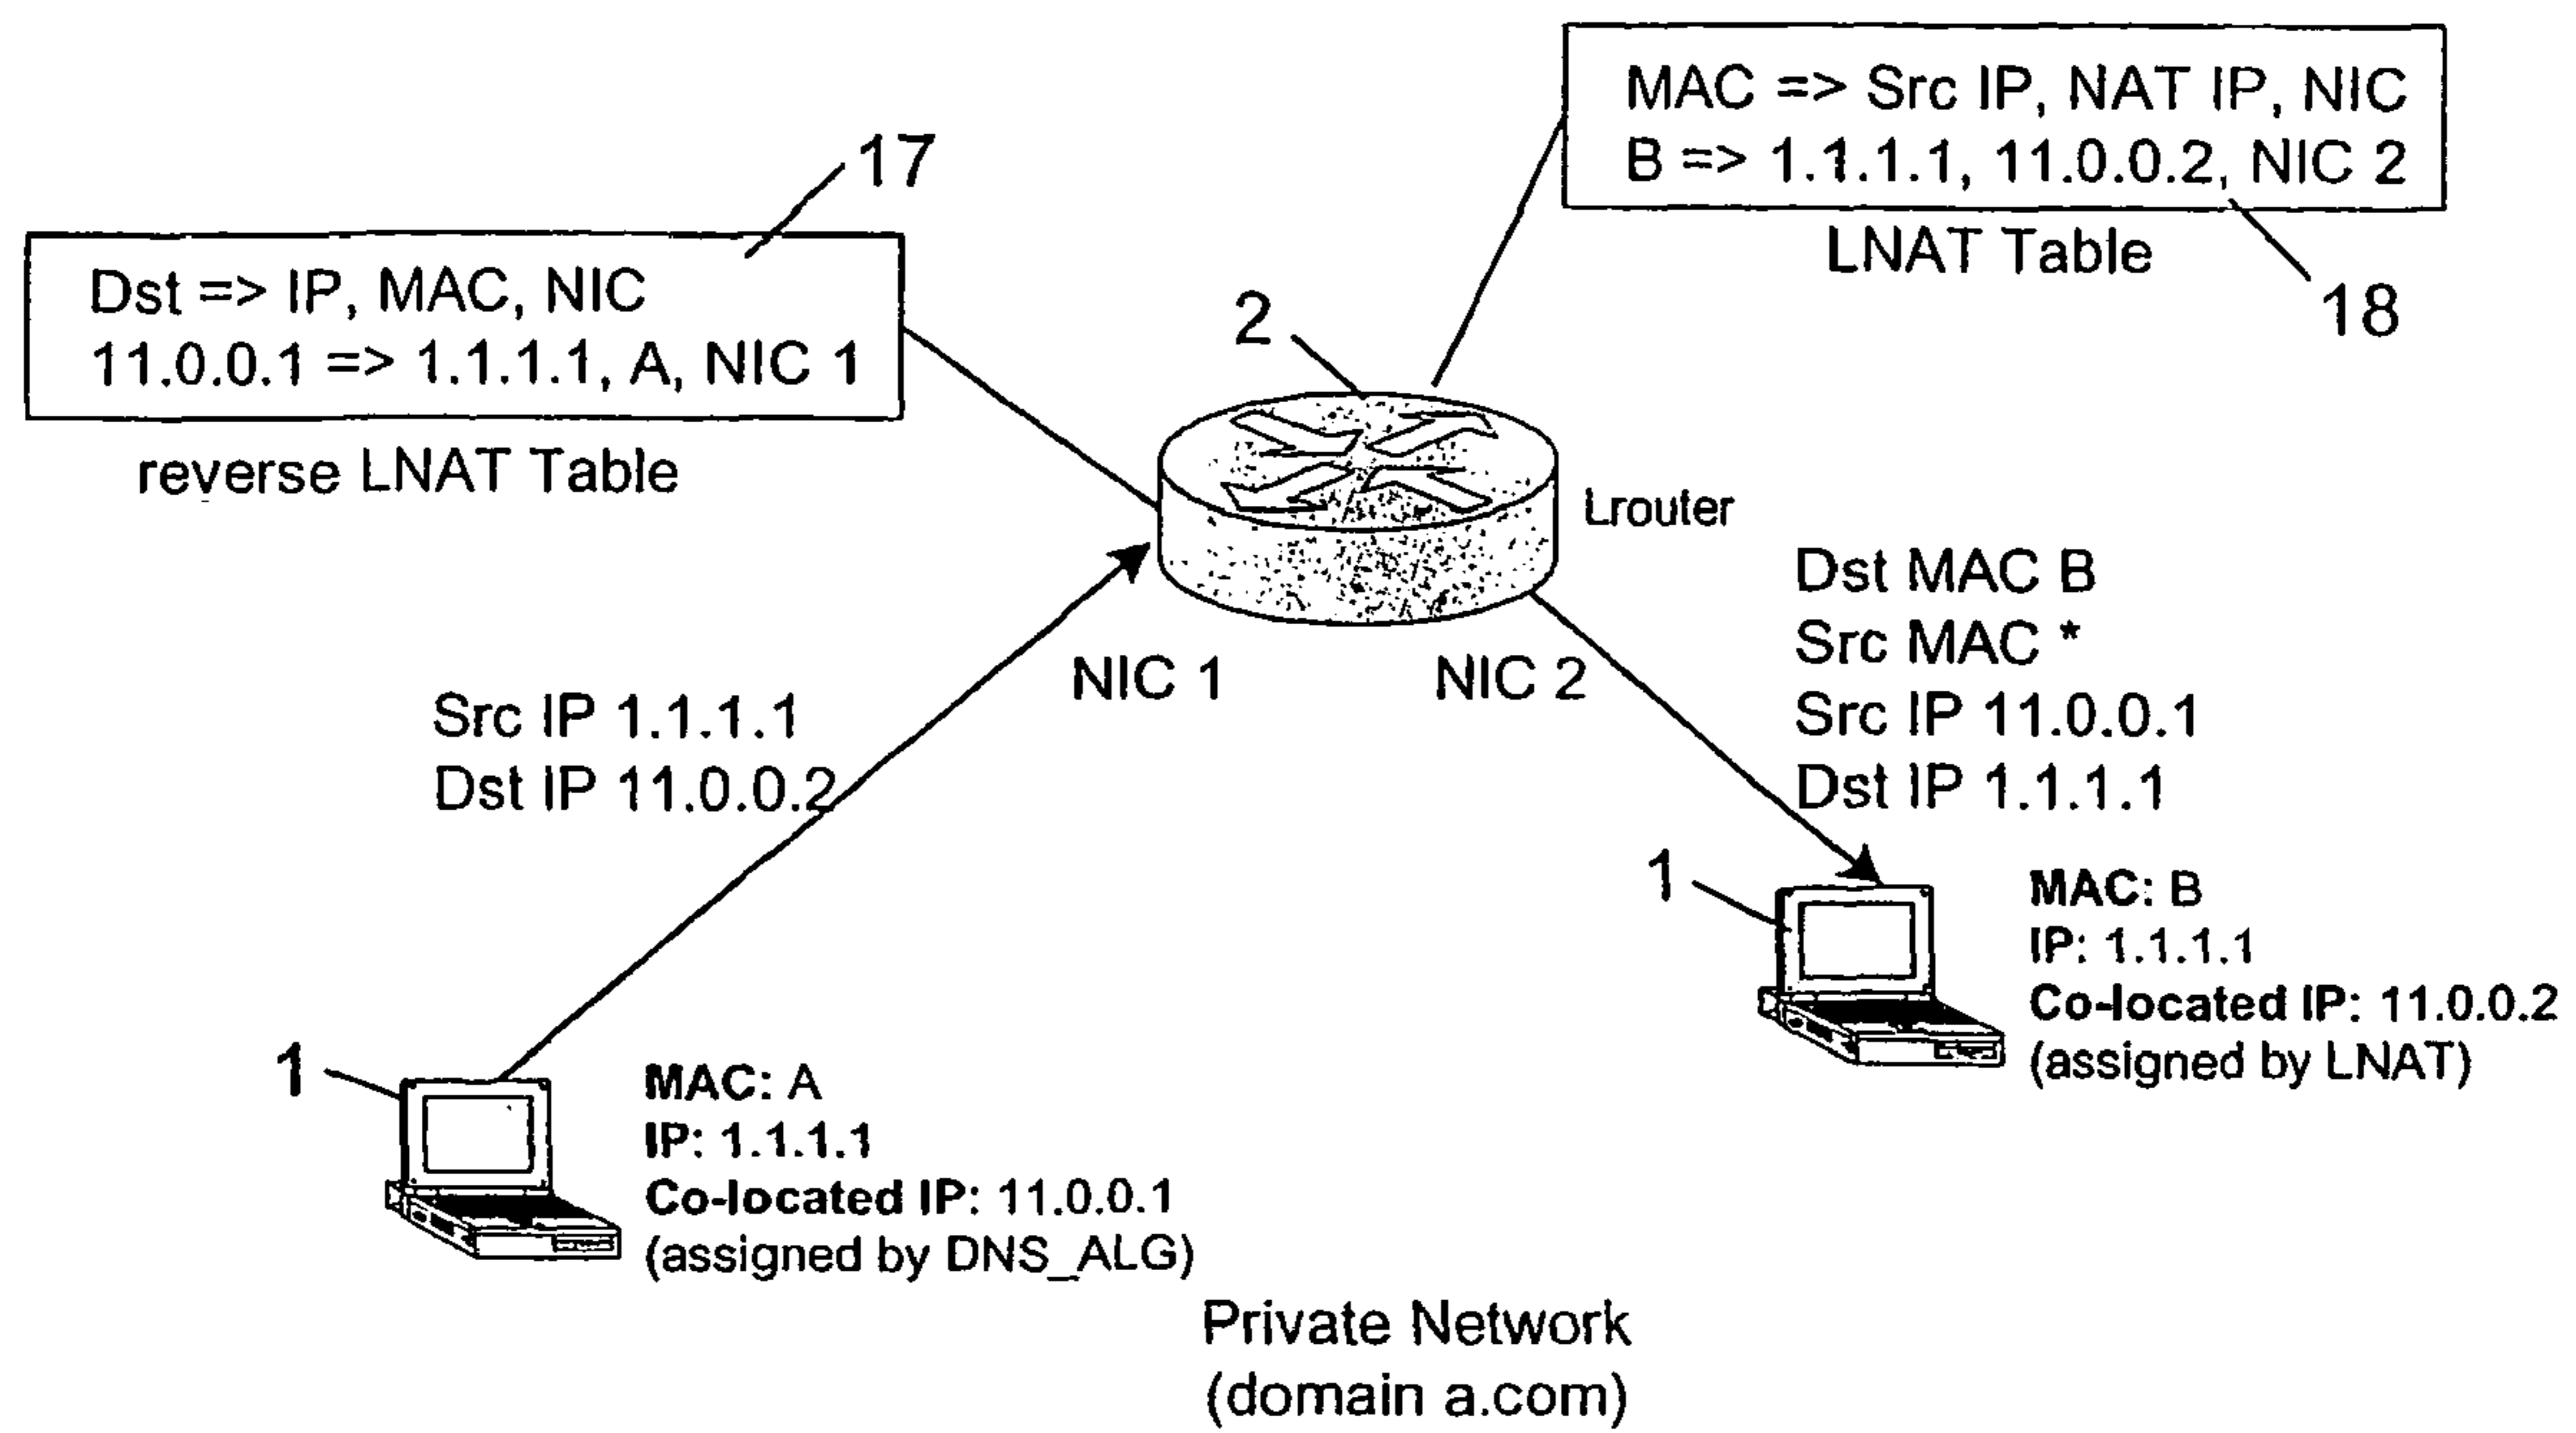 MAC => Src IP, NAT IP, NIC
B => 1.1.1.1, 11.0.0.2, NIC 2
LNAT Table
18
17
Dst => IP, MAC, NIC
11.0.0.1 => 1.1.1.1, A, NIC 1
reverse LNAT Table
2
Lrouter
NIC 1
NIC 2
Src IP 1.1.1.1
Dst IP 11.0.0.2
Dst MAC B
Src MAC *
Src IP 11.0.0.1
Dst IP 1.1.1.1
1
MAC: B
IP: 1.1.1.1
Co-located IP: 11.0.0.2
(assigned by LNAT)
1
MAC: A
IP: 1.1.1.1
Co-located IP: 11.0.0.1
(assigned by DNS_ALG)
Private Network
(domain a.com)